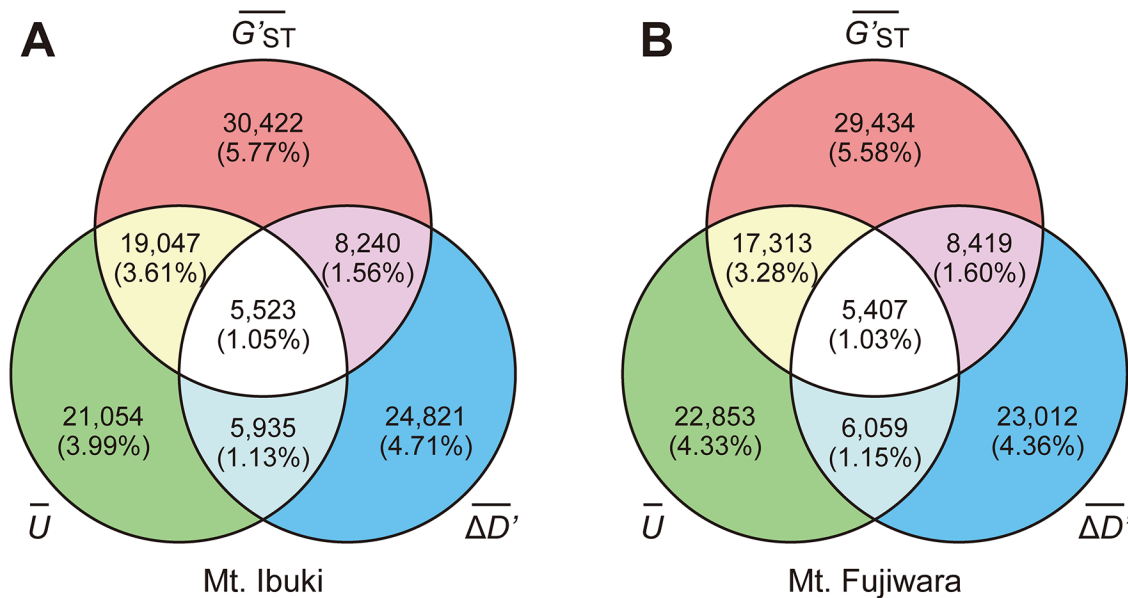 A
G’ST
30,422
(5.77%)
19,047
(3.61%)
8,240
(1.56%)
5,523
(1.05%)
21,054
(3.99%)
5,935
(1.13%)
24,821
(4.71%)
U
ΔD’
Mt. Ibuki
B
G’ST
29,434
(5.58%)
17,313
(3.28%)
8,419
(1.60%)
5,407
(1.03%)
22,853
(4.33%)
6,059
(1.15%)
23,012
(4.36%)
U
ΔD’
Mt. Fujiwara